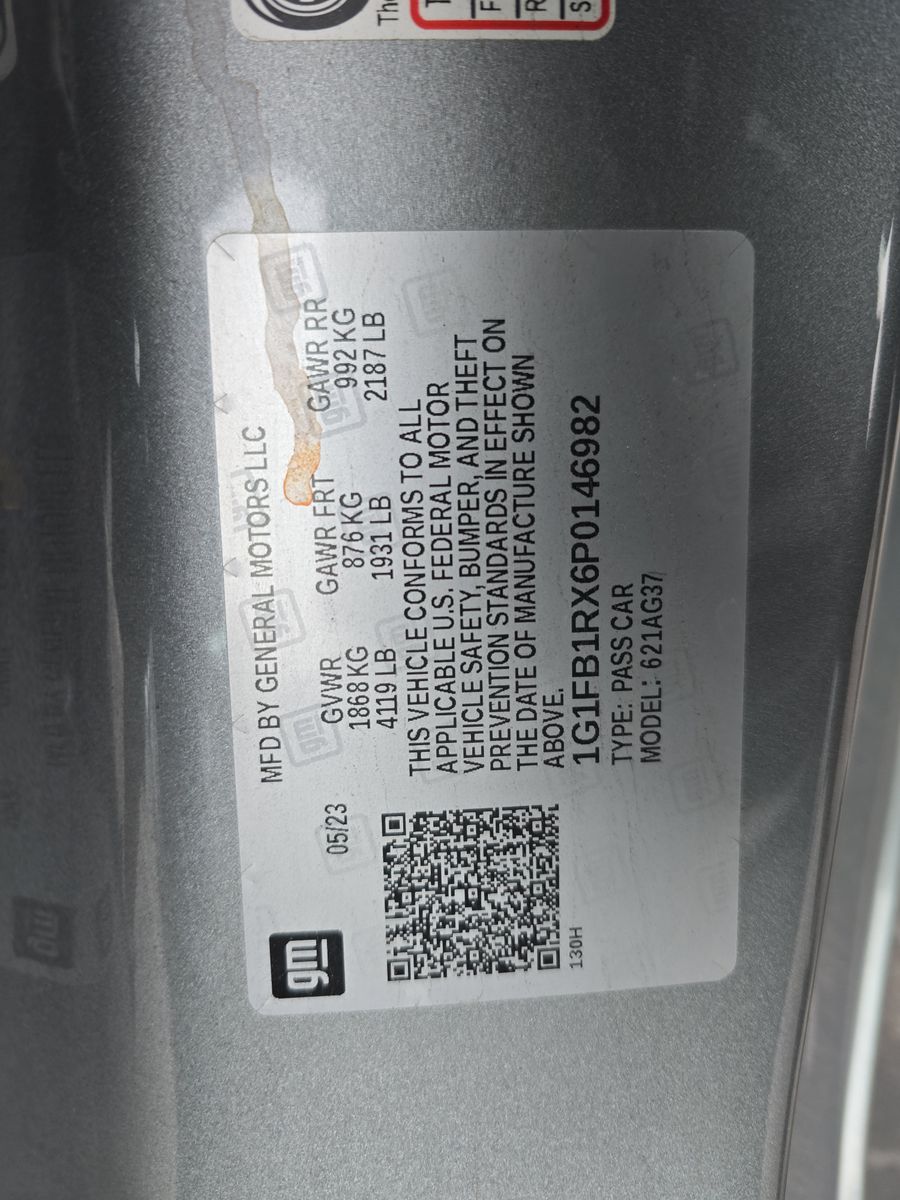 The
T
F
R
S
gm
MFD BY GENERAL MOTORS LLC
05/23
GVWR GAWR FRT GAWR RR
1868 KG 876 KG 992 KG
4119 LB 1931 LB 2187 LB
THIS VEHICLE CONFORMS TO ALL
APPLICABLE U.S. FEDERAL MOTOR
VEHICLE SAFETY, BUMPER, AND THEFT
PREVENTION STANDARDS IN EFFECT ON
THE DATE OF MANUFACTURE SHOWN
ABOVE.
1G1FB1RX6P0146982
TYPE: PASS CAR
MODEL: 621AG37
130H